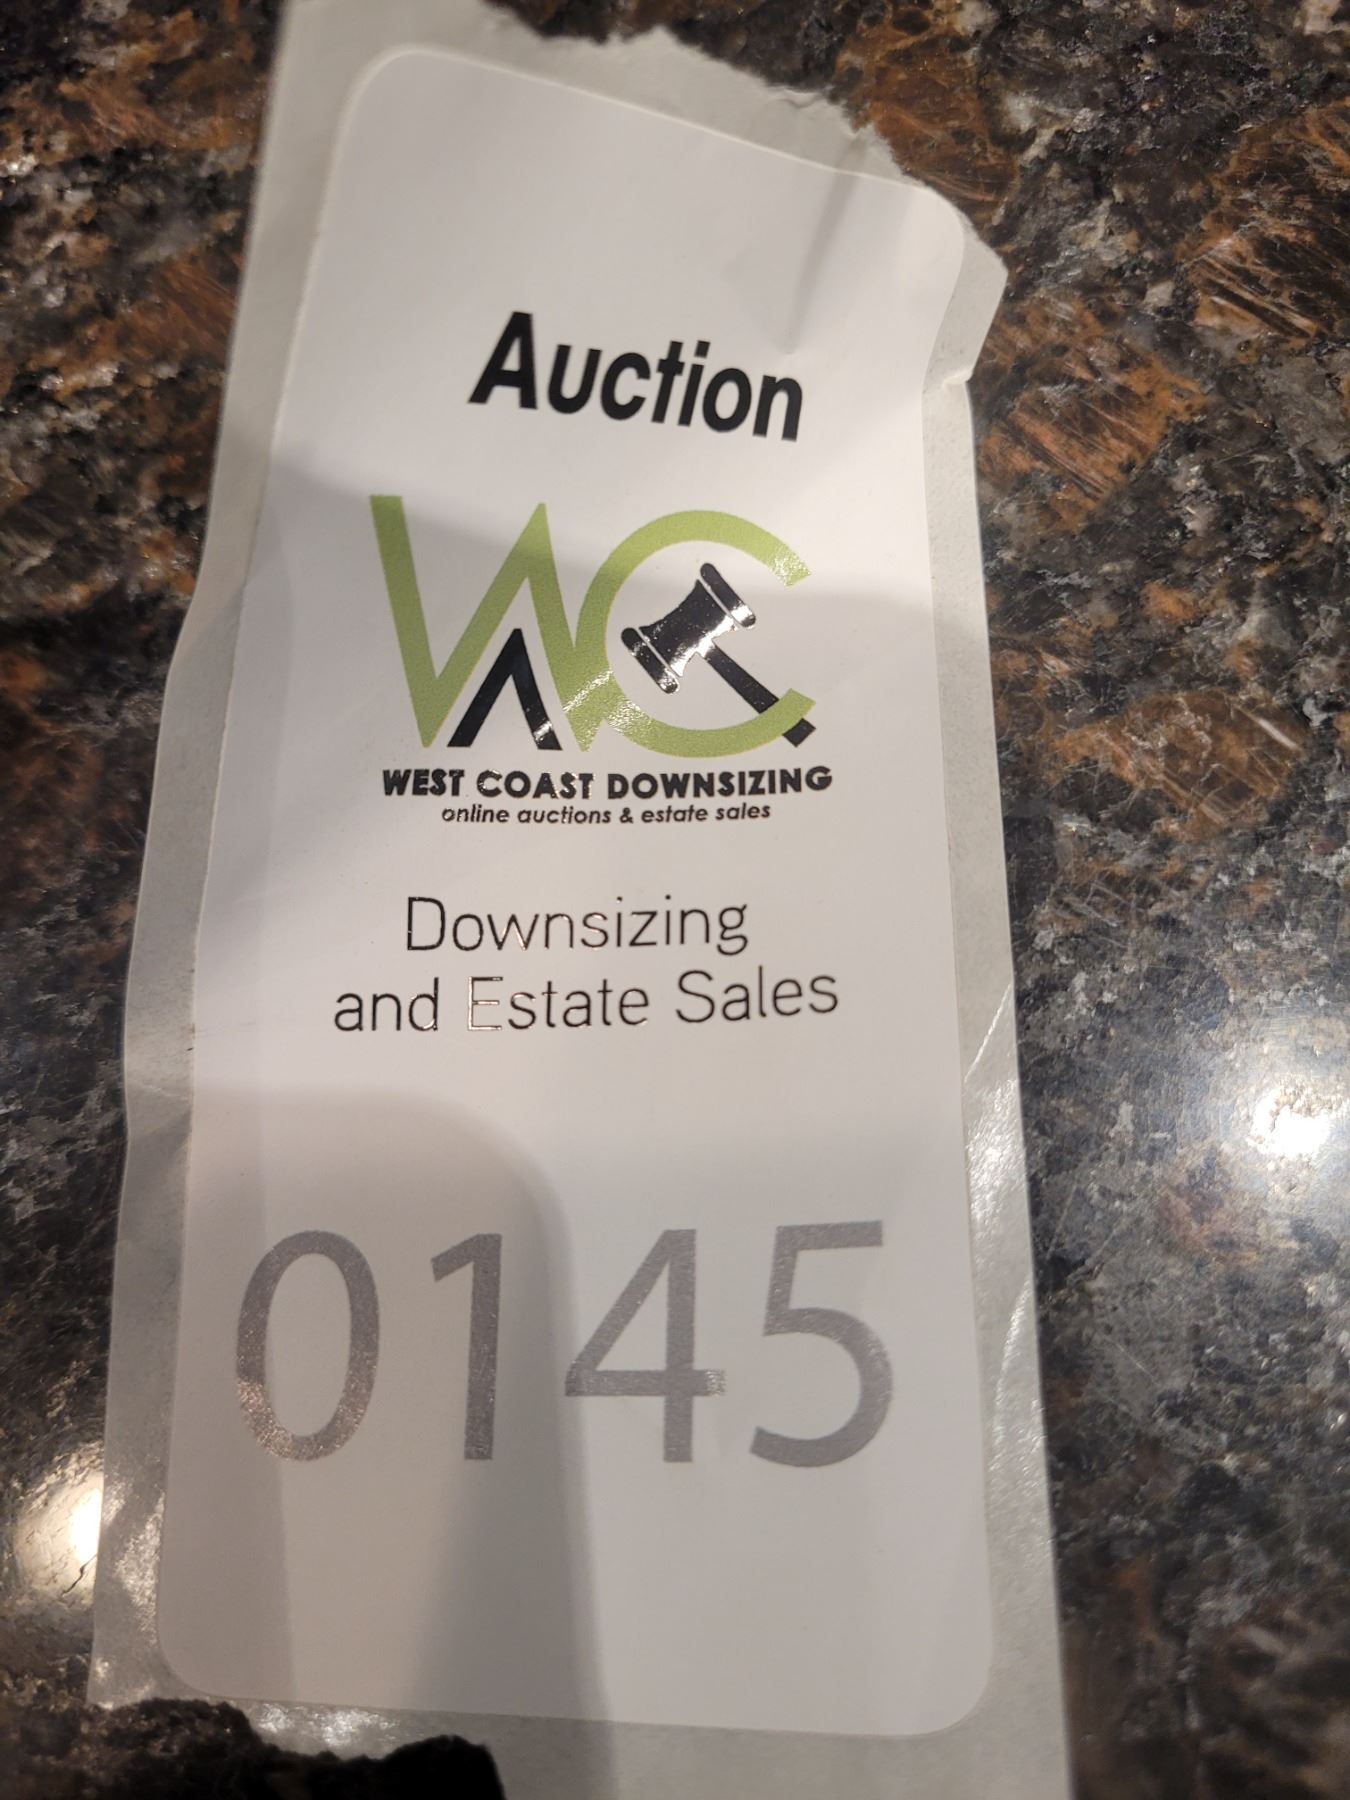 Auction
WC
WEST COAST DOWNSIZING
online auctions & estate sales
Downsizing
and Estate Sales
0145